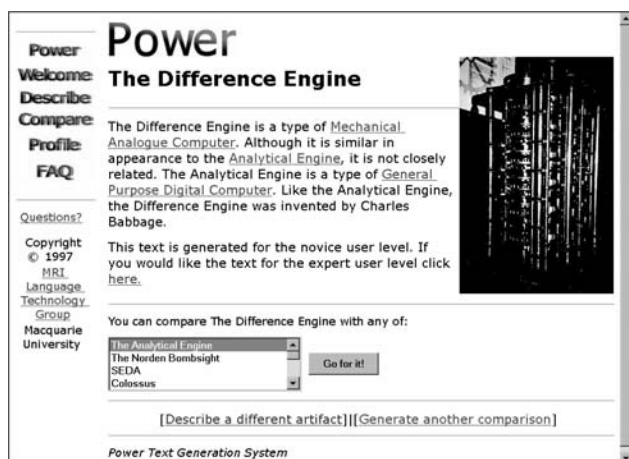 Power
Welcome
Describe
Compare
Profile
FAQ
Questions?
Copyright
© 1997
MRI
Language
Technology
Group
Macquarie
University
Power
The Difference Engine
The Difference Engine is a type of Mechanical
Analogue Computer. Although it is similar in
appearance to the Analytical Engine, it is not closely
related. The Analytical Engine is a type of General
Purpose Digital Computer. Like the Analytical Engine,
the Difference Engine was invented by Charles
Babbage.
This text is generated for the novice user level. If
you would like the text for the expert user level click
here.
You can compare The Difference Engine with any of:
The Analytical Engine
The Norden Bombsight
SEDA
Colossus
Go for it!
[Describe a different artifact]|[Generate another comparison]
Power Text Generation System